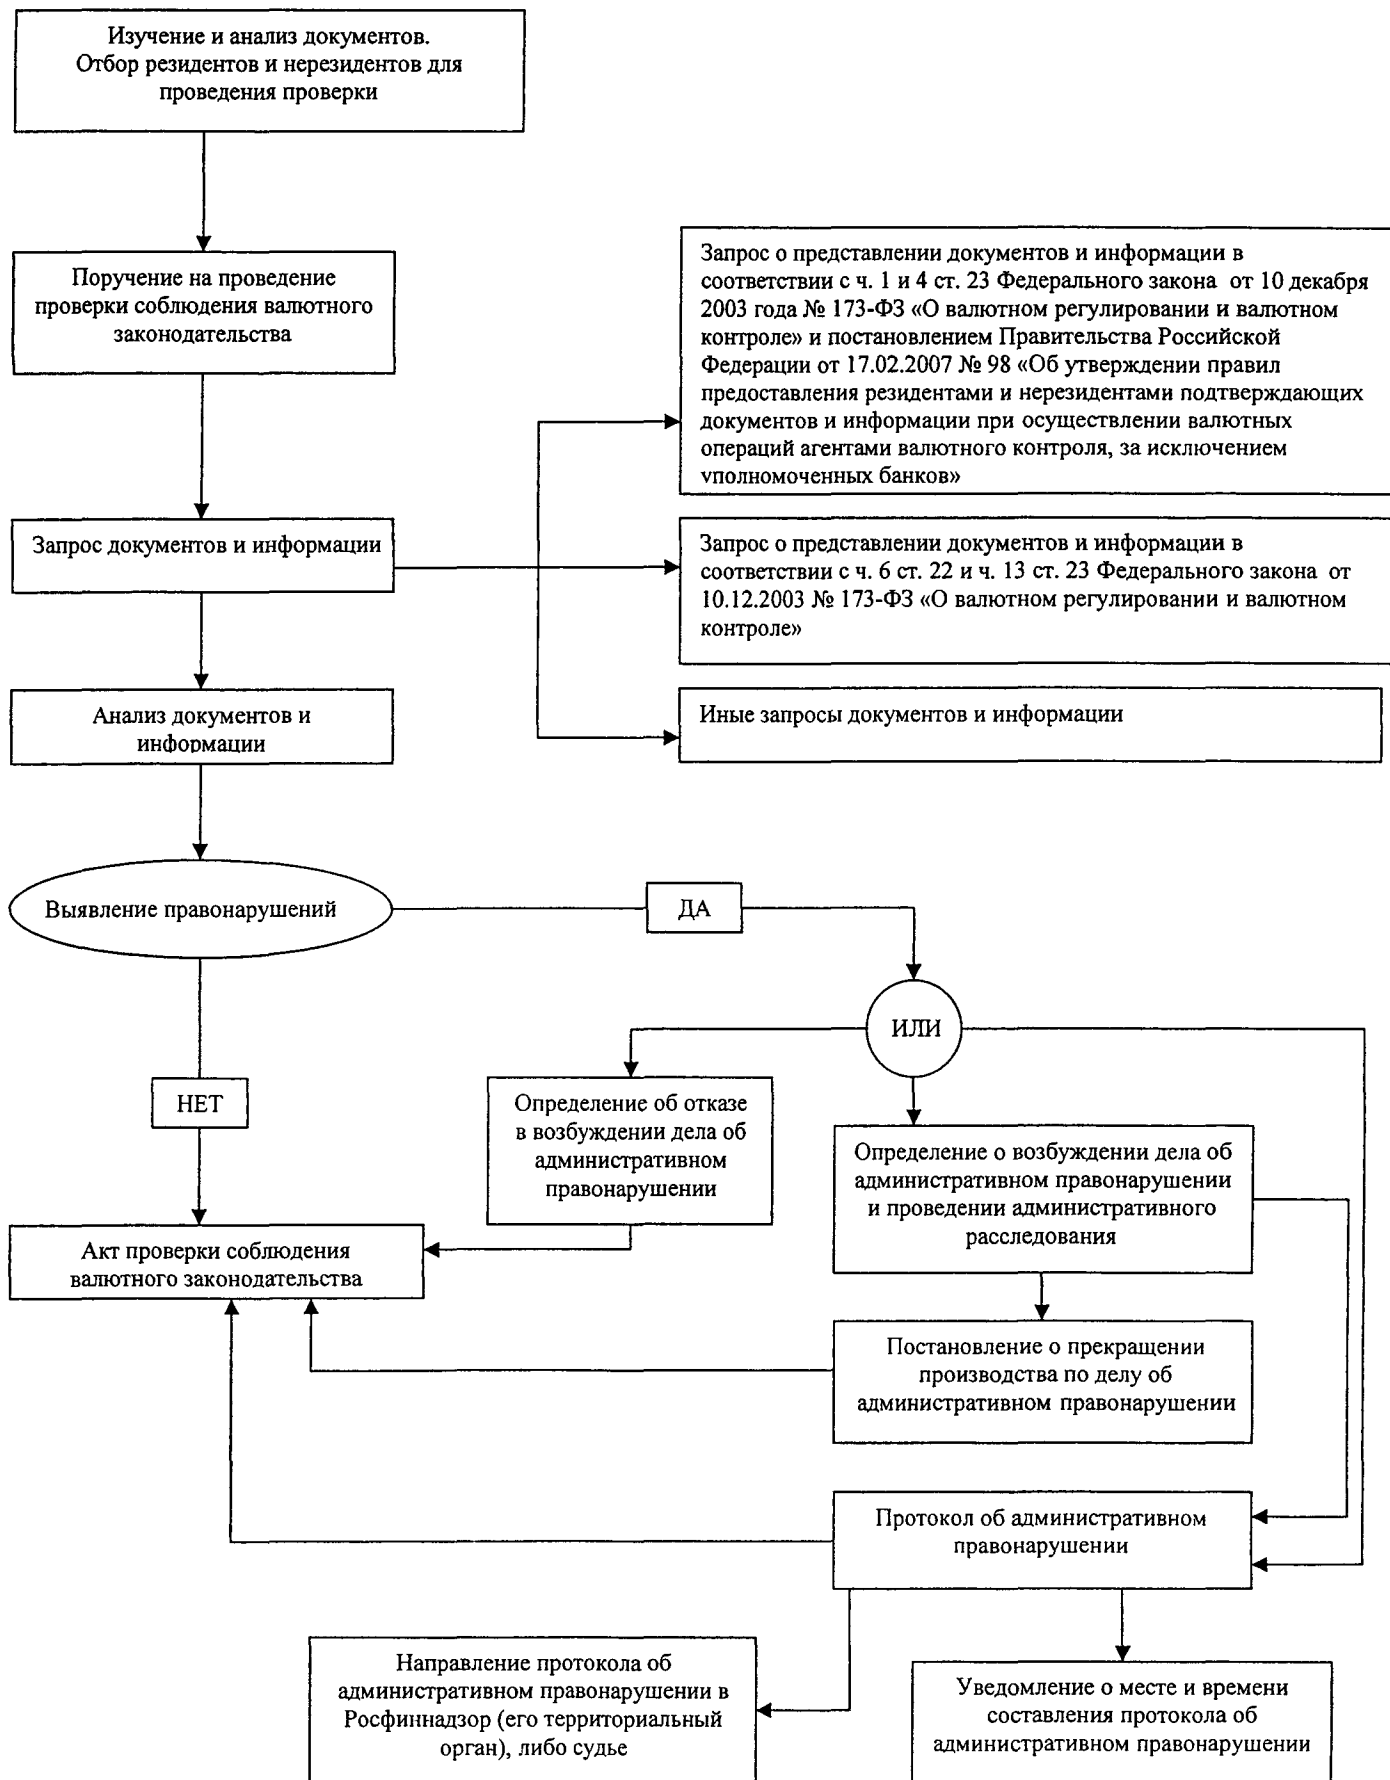 Изучение и анализ документов.
Отбор резидентов и нерезидентов для
проведения проверки
Поручение на проведение
проверки соблюдения валютного
законодательства
Запрос о представлении документов и информации в
соответствии с ч. 1 и 4 ст. 23 Федерального закона от 10 декабря
2003 года № 173-ФЗ «О валютном регулировании и валютном
контроле» и постановлением Правительства Российской
Федерации от 17.02.2007 № 98 «Об утверждении правил
предоставления резидентами и нерезидентами подтверждающих
документов и информации при осуществлении валютных
операций агентами валютного контроля, за исключением
уполномоченных банков»
Запрос документов и информации
Запрос о представлении документов и информации в
соответствии с ч. 6 ст. 22 и ч. 13 ст. 23 Федерального закона от
10.12.2003 № 173-ФЗ «О валютном регулировании и валютном
контроле»
Анализ документов и
информации
Иные запросы документов и информации
Выявление правонарушений
ДА
ИЛИ
НЕТ
Определение об отказе
в возбуждении дела об
административном
правонарушении
Определение о возбуждении дела об
административном правонарушении
и проведении административного
расследования
Акт проверки соблюдения
валютного законодательства
Постановление о прекращении
производства по делу об
административном правонарушении
Протокол об административном
правонарушении
Направление протокола об
административном правонарушении в
Росфиннадзор (его территориальный
орган), либо судье
Уведомление о месте и времени
составления протокола об
административном правонарушении